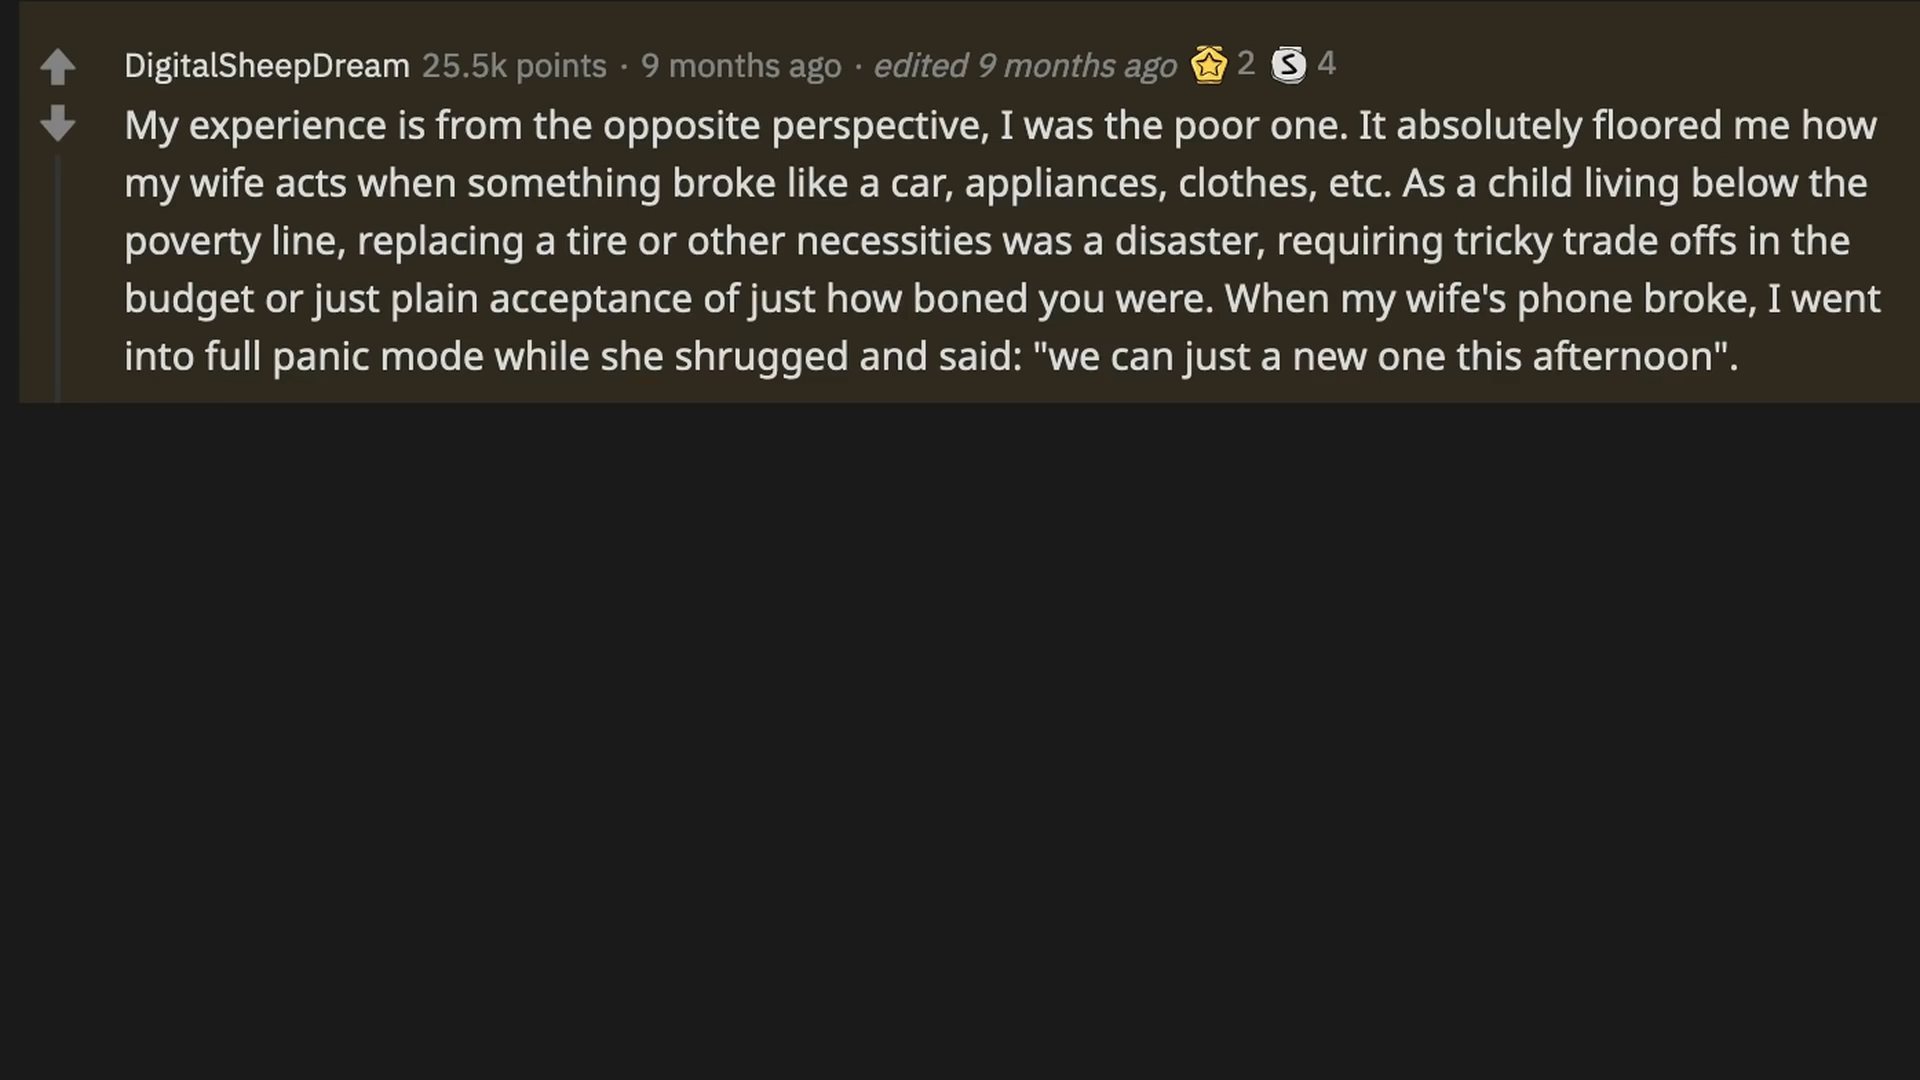 DigitalSheepDream 25.5k points · 9 months ago · edited 9 months ago 2 S 4
My experience is from the opposite perspective, I was the poor one. It absolutely floored me how
my wife acts when something broke like a car, appliances, clothes, etc. As a child living below the
poverty line, replacing a tire or other necessities was a disaster, requiring tricky trade offs in the
budget or just plain acceptance of just how boned you were. When my wife's phone broke, I went
into full panic mode while she shrugged and said: "we can just a new one this afternoon".